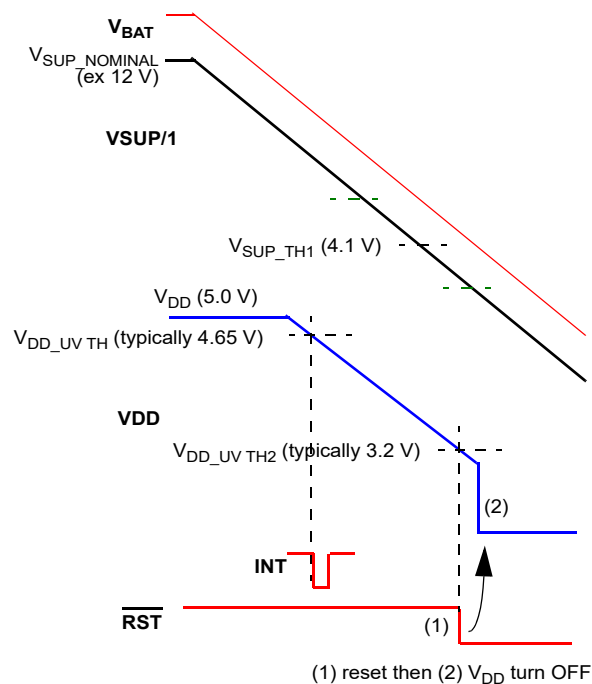 VBAT
VSUP_NOMINAL
(ex 12 V)
VSUP/1
VSUP_TH1 (4.1 V)
VDD (5.0 V)
VDD_UV TH (typically 4.65 V)
VDD
VDD_UV TH2 (typically 3.2 V)
(2)
INT
RST
(1)
(1) reset then (2) VDD turn OFF